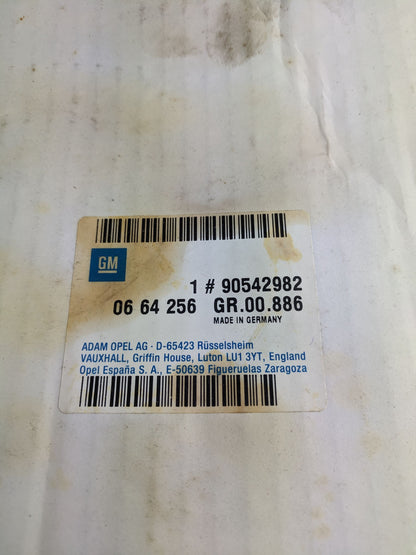 GM
1 # 90542982
06 64 256 GR.00.886
MADE IN GERMANY
ADAM OPEL AG · D-65423 Rüsselsheim
VAUXHALL, Griffin House, Luton LU1 3YT, England
Opel España S. A., E-50639 Figueruelas Zaragoza